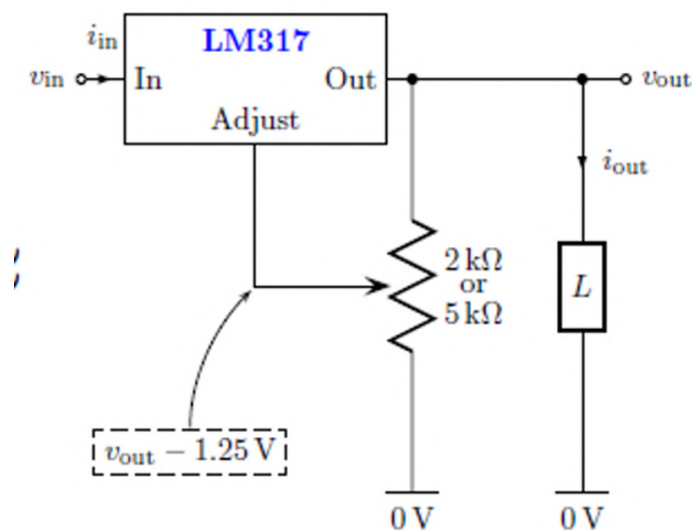 i_in
LM317
v_in
In
Out
v_out
Adjust
i_out
2 kΩ
or
5 kΩ
L
v_out − 1.25 V
0 V
0 V